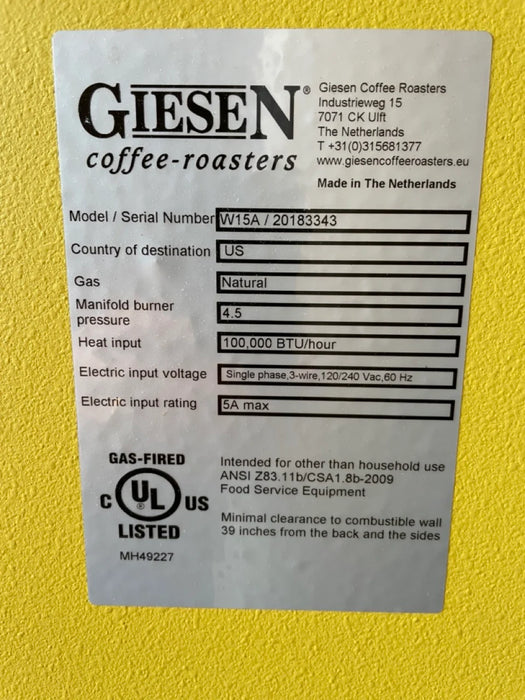 GIESEN®
coffee-roasters
Giesen Coffee Roasters
Industrieweg 15
7071 CK Ulft
The Netherlands
T +31(0)315681377
www.giesencoffeeroasters.eu
Made in The Netherlands
Model / Serial Number W15A / 20183343
Country of destination US
Gas Natural
Manifold burner
pressure 4.5
Heat input 100,000 BTU/hour
Electric input voltage Single phase,3-wire,120/240 Vac,60 Hz
Electric input rating 5A max
GAS-FIRED
C UL US
LISTED
MH49227
Intended for other than household use
ANSI Z83.11b/CSA1.8b-2009
Food Service Equipment
Minimal clearance to combustible wall
39 inches from the back and the sides